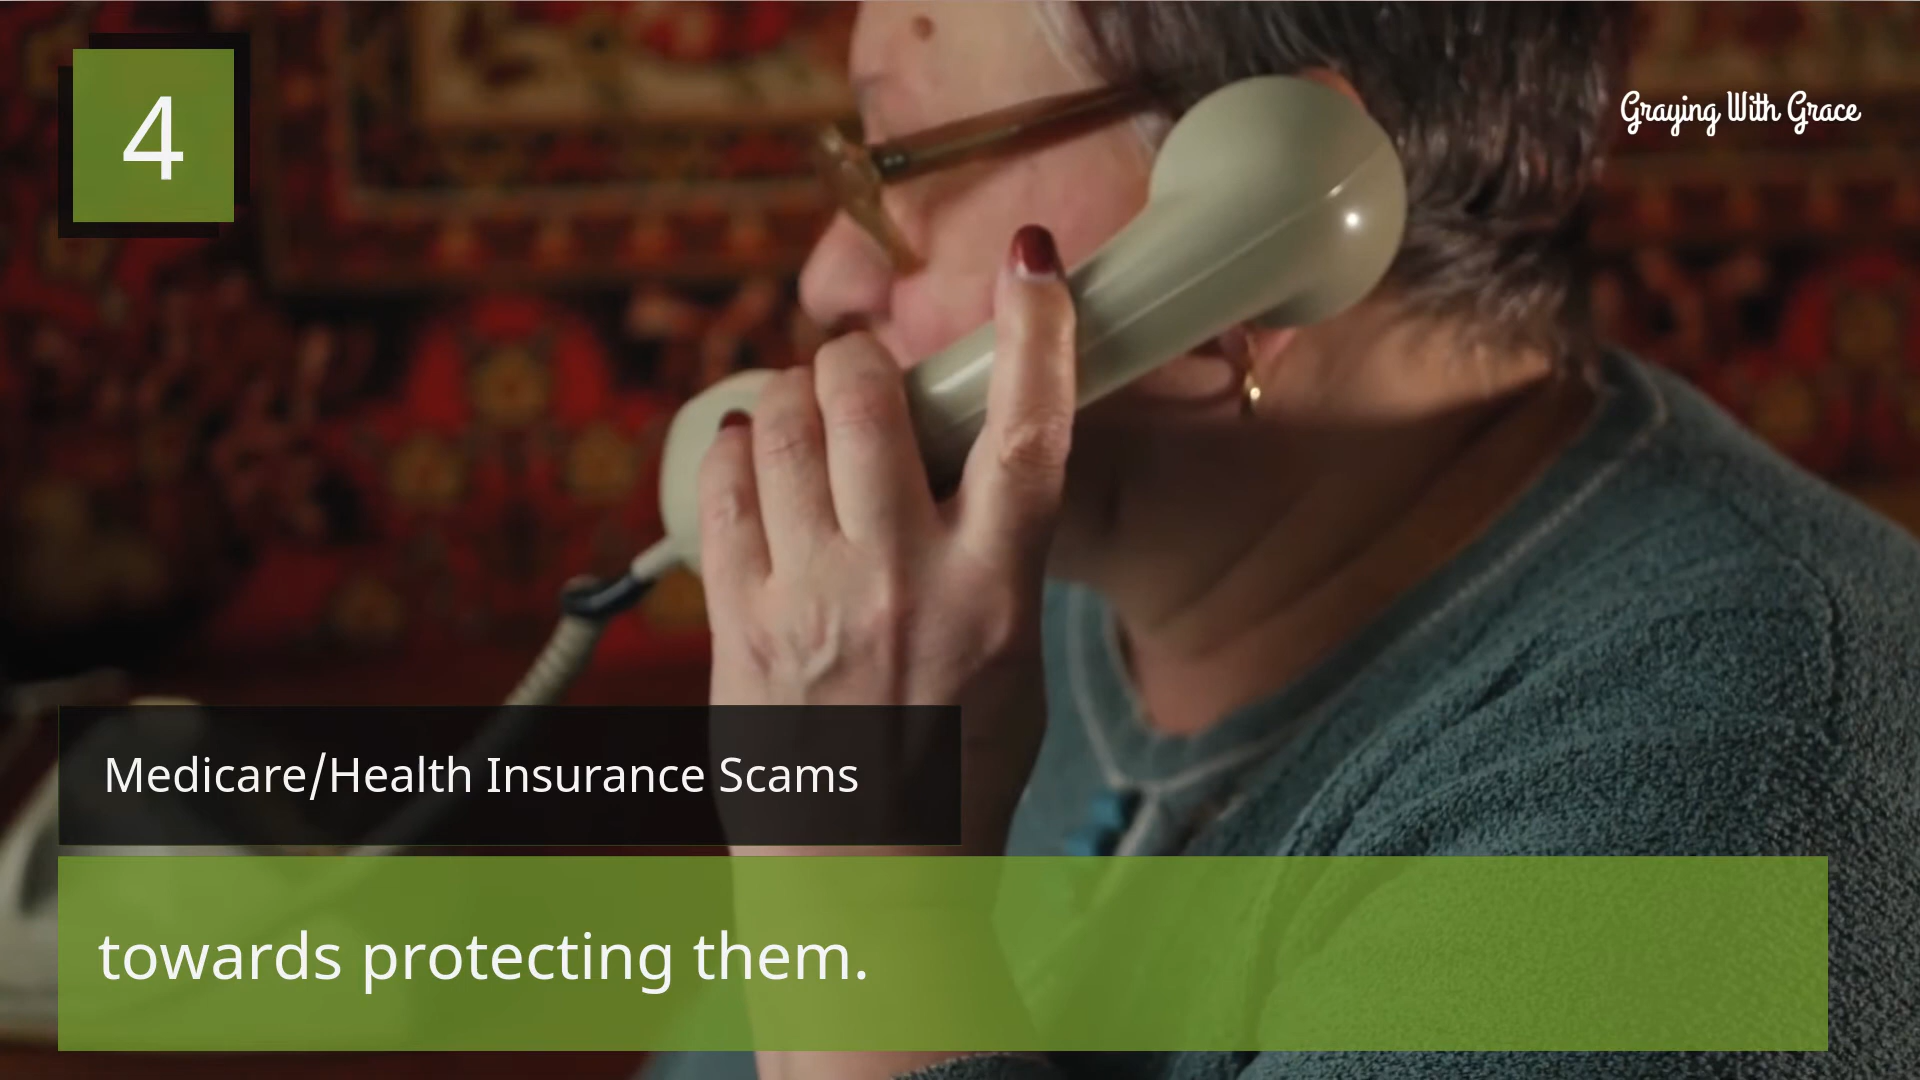 4
Graying With Grace
Medicare/Health Insurance Scams
towards protecting them.